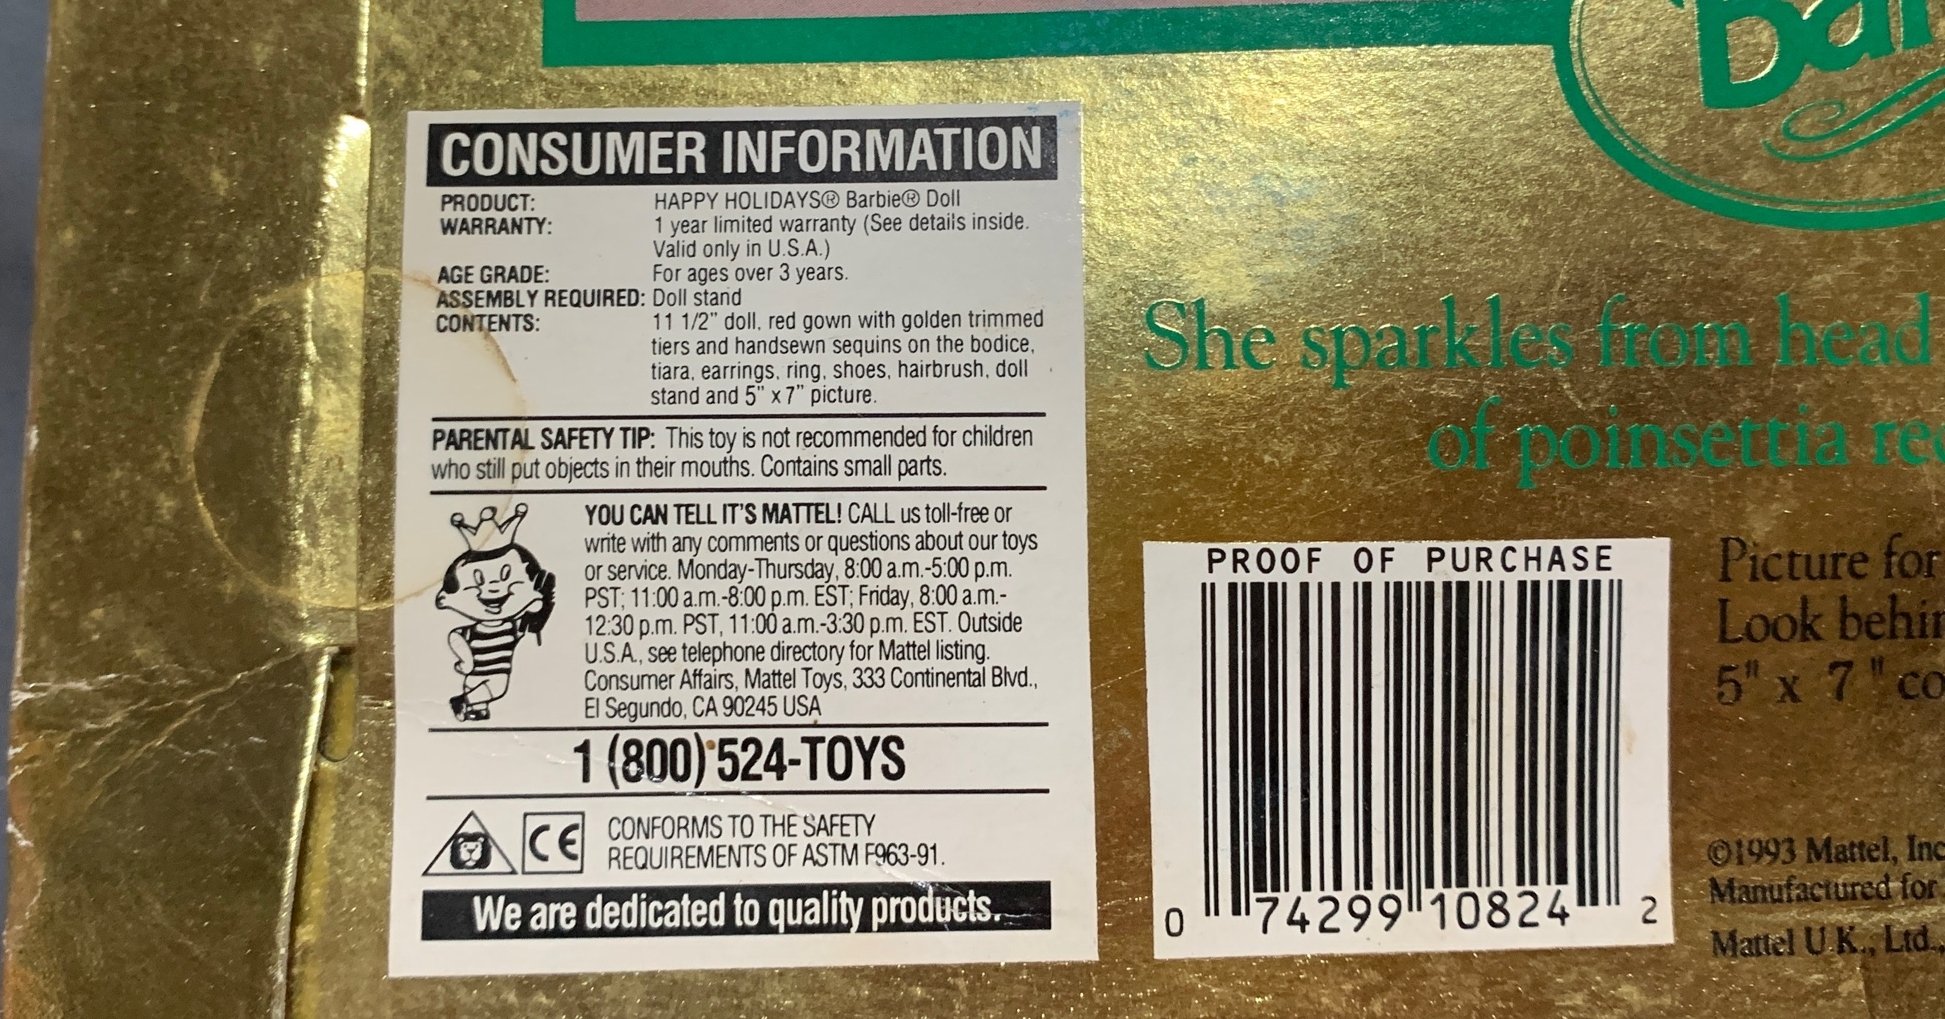 Bar
CONSUMER INFORMATION
PRODUCT: HAPPY HOLIDAYS® Barbie® Doll
WARRANTY: 1 year limited warranty (See details inside.
Valid only in U.S.A.)
AGE GRADE: For ages over 3 years.
ASSEMBLY REQUIRED: Doll stand
CONTENTS: 11 1/2" doll, red gown with golden trimmed
tiers and handsewn sequins on the bodice,
tiara, earrings, ring, shoes, hairbrush, doll
stand and 5" x 7" picture.
PARENTAL SAFETY TIP: This toy is not recommended for children
who still put objects in their mouths. Contains small parts.
YOU CAN TELL IT'S MATTEL! CALL us toll-free or
write with any comments or questions about our toys
or service. Monday-Thursday, 8:00 a.m.-5:00 p.m.
PST; 11:00 a.m.-8:00 p.m. EST; Friday, 8:00 a.m.-
12:30 p.m. PST, 11:00 a.m.-3:30 p.m. EST. Outside
U.S.A., see telephone directory for Mattel listing.
Consumer Affairs, Mattel Toys, 333 Continental Blvd.,
El Segundo, CA 90245 USA
1 (800) 524-TOYS
CE CONFORMS TO THE SAFETY
REQUIREMENTS OF ASTM F963-91.
We are dedicated to quality products.
She sparkles from head
of poinsettia re
PROOF OF PURCHASE
0 74299 10824 2
Picture for
Look behin
5" x 7" co
©1993 Mattel, Inc
Manufactured for
Mattel U.K., Ltd.,